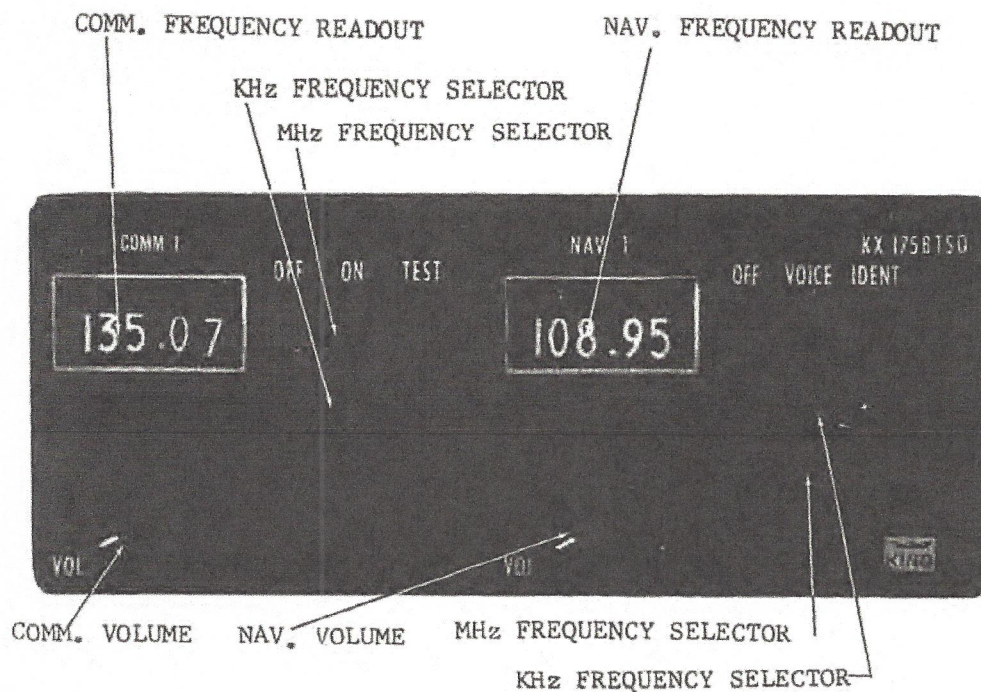 COMM. FREQUENCY READOUT
NAV. FREQUENCY READOUT
KHz FREQUENCY SELECTOR
MHz FREQUENCY SELECTOR
COMM 1
NAV 1
KX 175BTSO
OFF ON TEST
OFF VOICE IDENT
135.07
108.95
VOL
VOL
KING
COMM. VOLUME
NAV. VOLUME
MHz FREQUENCY SELECTOR
KHz FREQUENCY SELECTOR